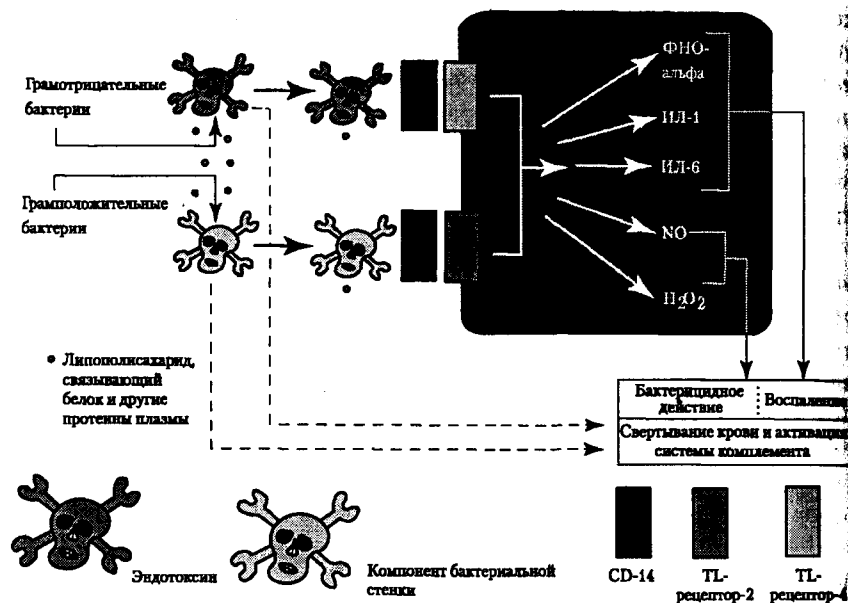 Грамотрицательные
бактерии
Грамположительные
бактерии
ФНО-
альфа
ИЛ-1
ИЛ-6
NO
H₂O₂
Липополисахарид,
связывающий
белок и другие
протеины плазмы
Бактерицидное
действие
Воспаление
Свертывание крови и активация
системы комплемента
Эндотоксин
Компонент бактериальной
стенки
CD-14
TL-
рецептор-2
TL-
рецептор-4